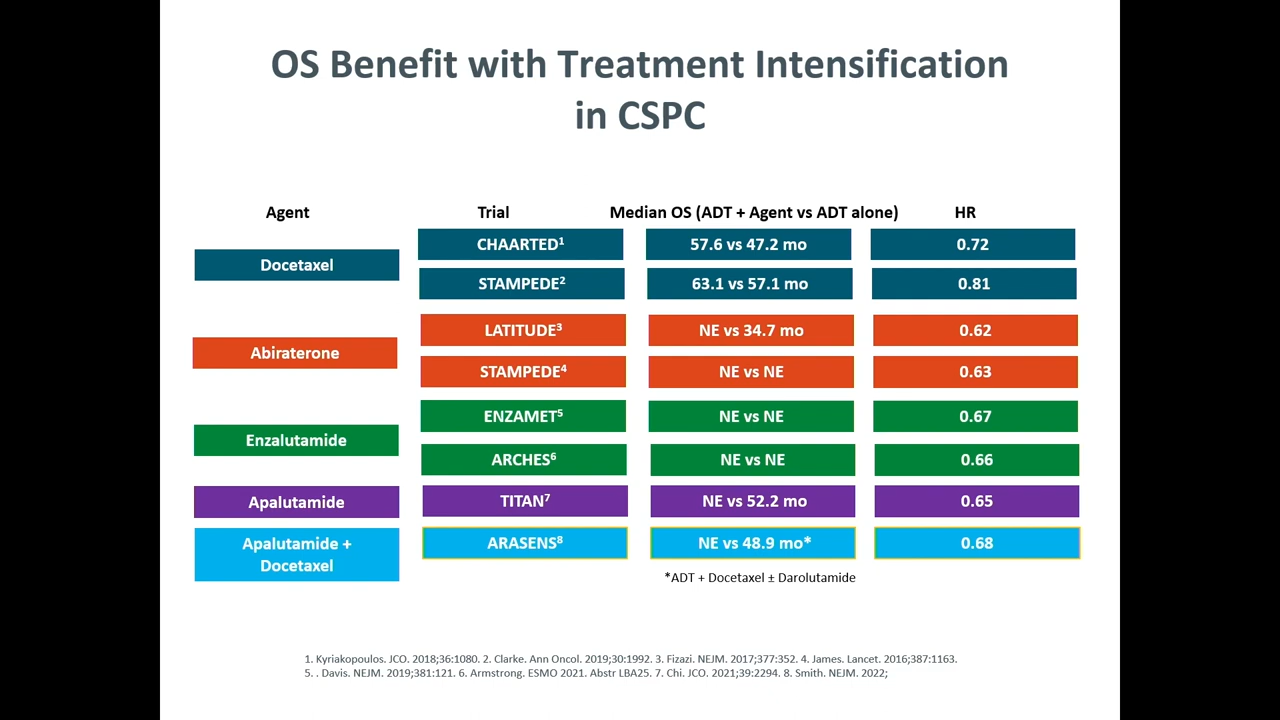 OS Benefit with Treatment Intensification
in CSPC
Agent Trial Median OS (ADT + Agent vs ADT alone) HR
Docetaxel
CHAARTED¹ 57.6 vs 47.2 mo 0.72
STAMPEDE² 63.1 vs 57.1 mo 0.81
Abiraterone
LATITUDE³ NE vs 34.7 mo 0.62
STAMPEDE⁴ NE vs NE 0.63
Enzalutamide
ENZAMET⁵ NE vs NE 0.67
ARCHES⁶ NE vs NE 0.66
Apalutamide TITAN⁷ NE vs 52.2 mo 0.65
Apalutamide +
Docetaxel
ARASENS⁸ NE vs 48.9 mo* 0.68
*ADT + Docetaxel ± Darolutamide
1. Kyriakopoulos. JCO. 2018;36:1080. 2. Clarke. Ann Oncol. 2019;30:1992. 3. Fizazi. NEJM. 2017;377:352. 4. James. Lancet. 2016;387:1163.
5. . Davis. NEJM. 2019;381:121. 6. Armstrong. ESMO 2021. Abstr LBA25. 7. Chi. JCO. 2021;39:2294. 8. Smith. NEJM. 2022;